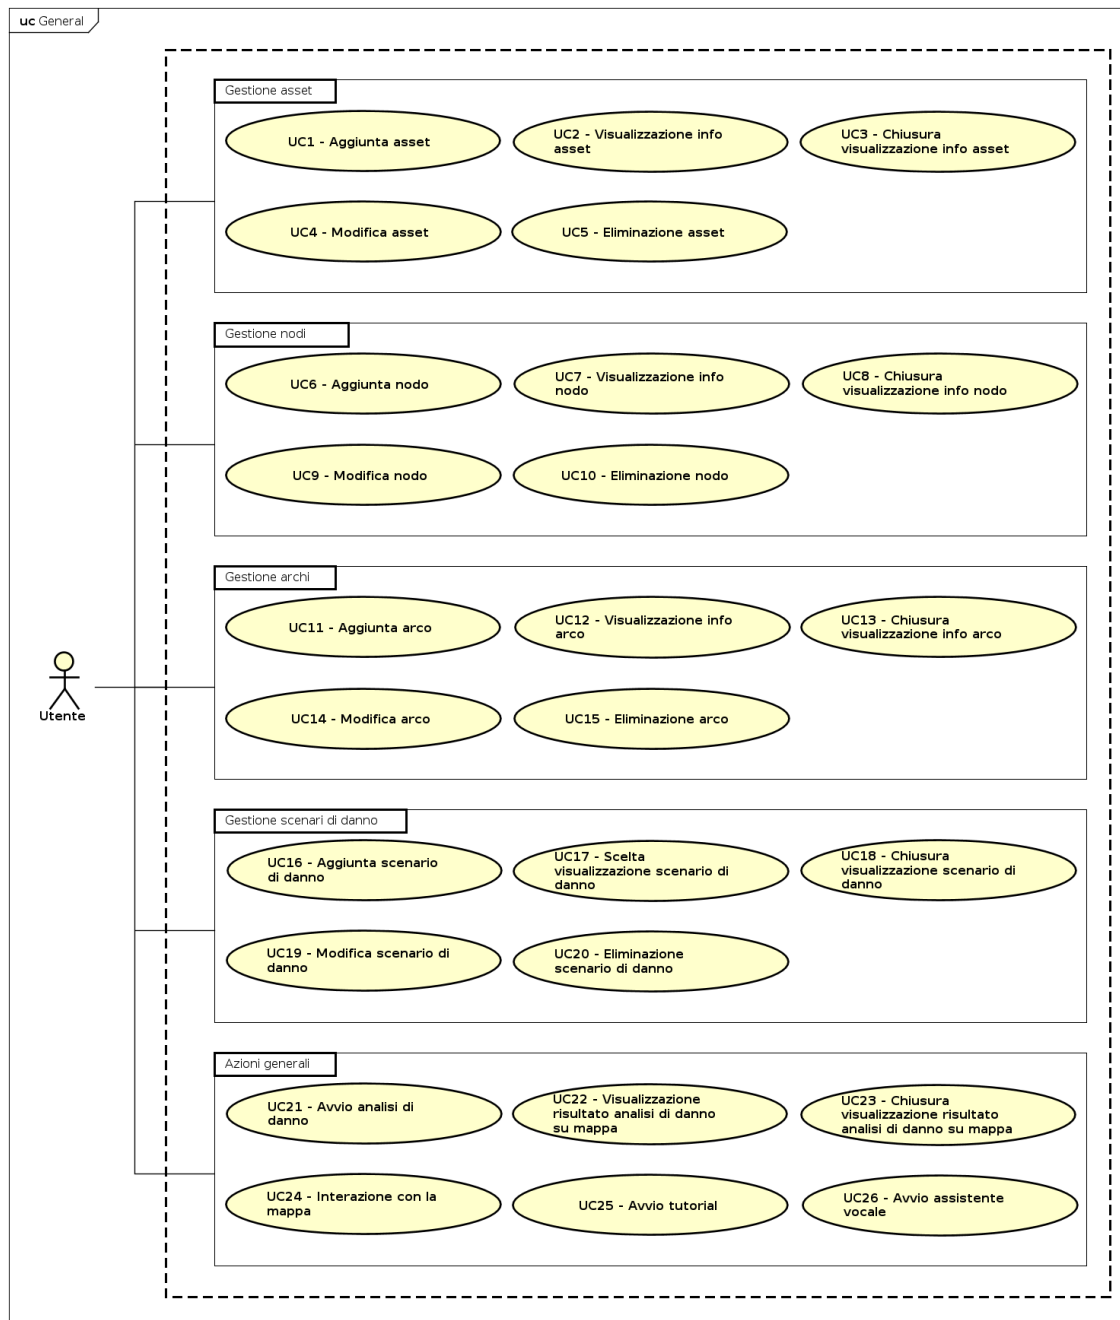 uc General
Gestione asset
UC1 - Aggiunta asset
UC2 - Visualizzazione info
asset
UC3 - Chiusura
visualizzazione info asset
UC4 - Modifica asset
UC5 - Eliminazione asset
Gestione nodi
UC6 - Aggiunta nodo
UC7 - Visualizzazione info
nodo
UC8 - Chiusura
visualizzazione info nodo
UC9 - Modifica nodo
UC10 - Eliminazione nodo
Gestione archi
UC11 - Aggiunta arco
UC12 - Visualizzazione info
arco
UC13 - Chiusura
visualizzazione info arco
Utente
UC14 - Modifica arco
UC15 - Eliminazione arco
Gestione scenari di danno
UC16 - Aggiunta scenario
di danno
UC17 - Scelta
visualizzazione scenario di
danno
UC18 - Chiusura
visualizzazione scenario di
danno
UC19 - Modifica scenario di
danno
UC20 - Eliminazione
scenario di danno
Azioni generali
UC21 - Avvio analisi di
danno
UC22 - Visualizzazione
risultato analisi di danno
su mappa
UC23 - Chiusura
visualizzazione risultato
analisi di danno su mappa
UC24 - Interazione con la
mappa
UC25 - Avvio tutorial
UC26 - Avvio assistente
vocale